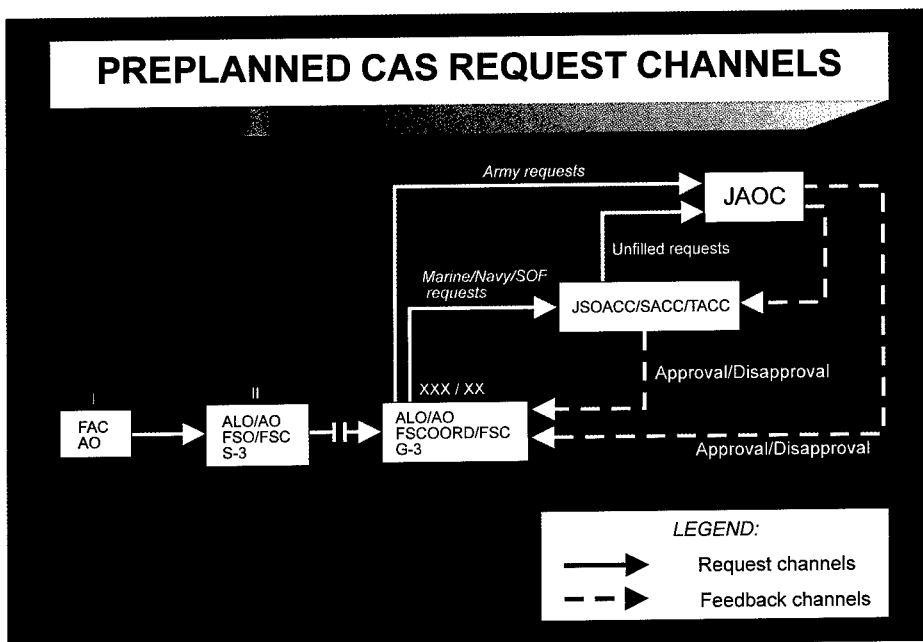 PREPLANNED CAS REQUEST CHANNELS
Army requests
JAOC
Unfilled requests
Marine/Navy/SOF
requests
JSOACC/SACC/TACC
Approval/Disapproval
I
II
XXX / XX
FAC
AO
ALO/AO
FSO/FSC
S-3
ALO/AO
FSCOORD/FSC
G-3
Approval/Disapproval
LEGEND:
Request channels
Feedback channels